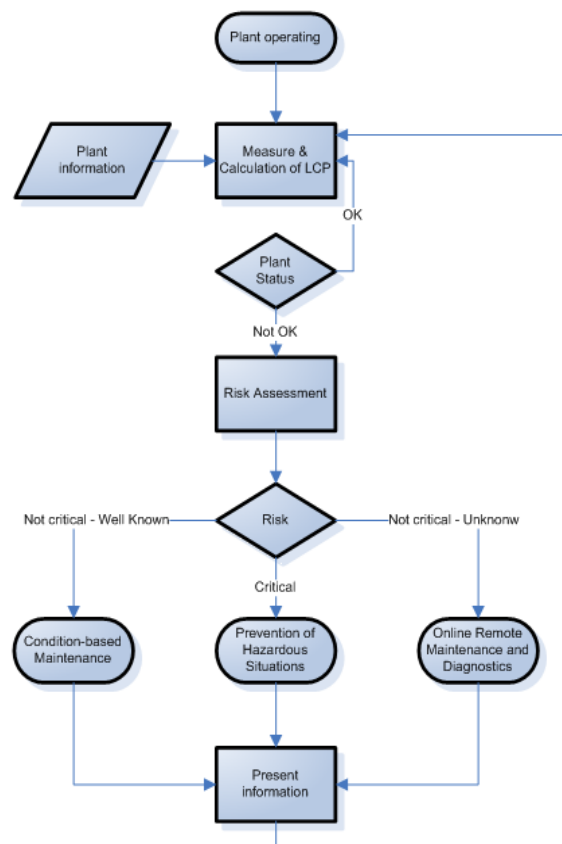 Plant operating
Plant
information
Measure &
Calculation of LCP
OK
Plant
Status
Not OK
Risk Assessment
Not critical - Well Known
Risk
Not critical - Unknonw
Critical
Condition-based
Maintenance
Prevention of
Hazardous
Situations
Online Remote
Maintenance and
Diagnostics
Present
information